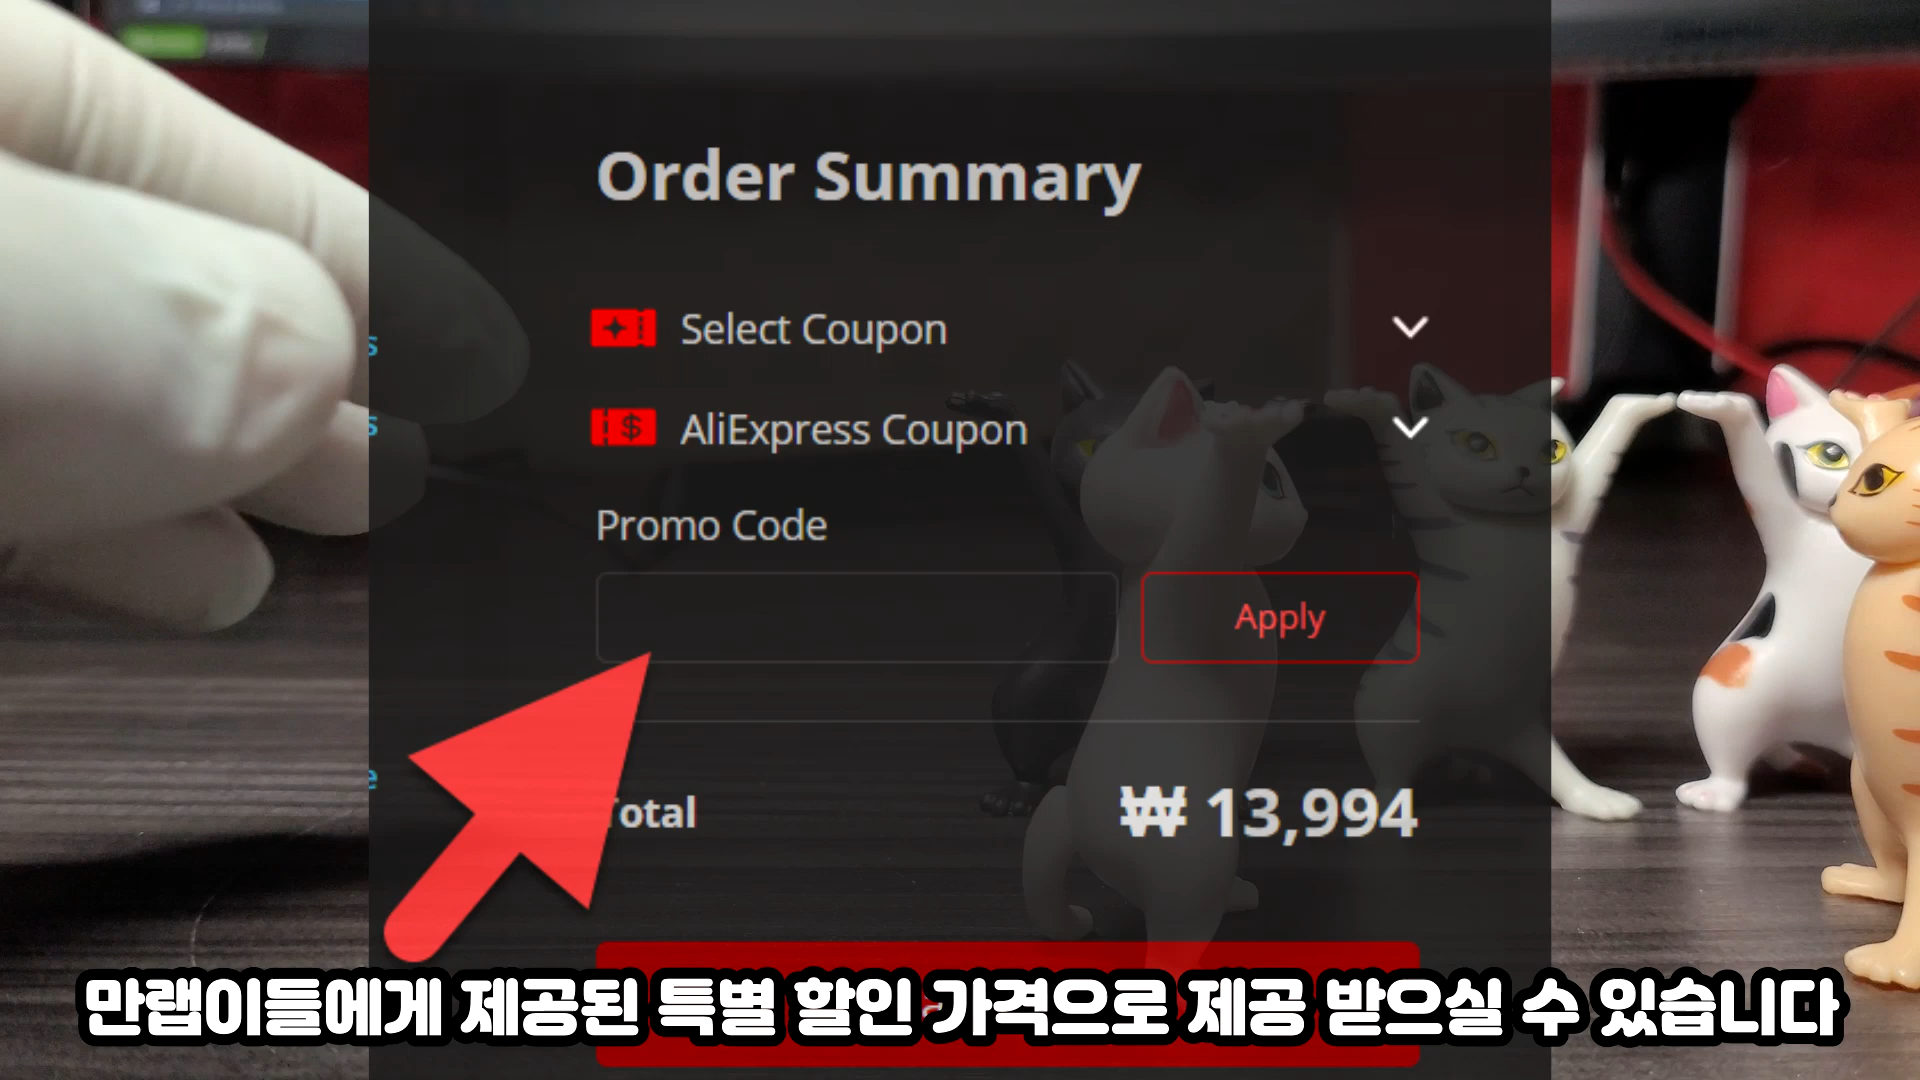 Order Summary
Select Coupon
AliExpress Coupon
Promo Code
Apply
Total
₩ 13,994
만랩이들에게 제공된 특별 할인 가격으로 제공 받으실 수 있습니다